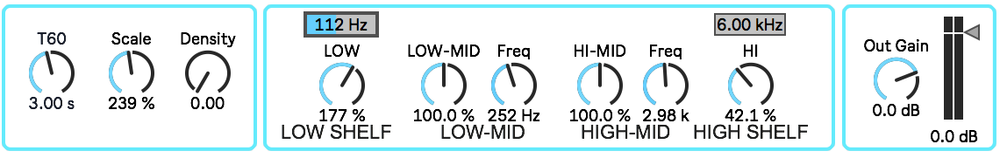 T60 Scale Density
3.00 s 239 % 0.00
112 Hz 6.00 kHz
LOW LOW-MID Freq HI-MID Freq HI
177 % 100.0 % 252 Hz 100.0 % 2.98 k 42.1 %
LOW SHELF LOW-MID HIGH-MID HIGH SHELF
Out Gain
0.0 dB
0.0 dB